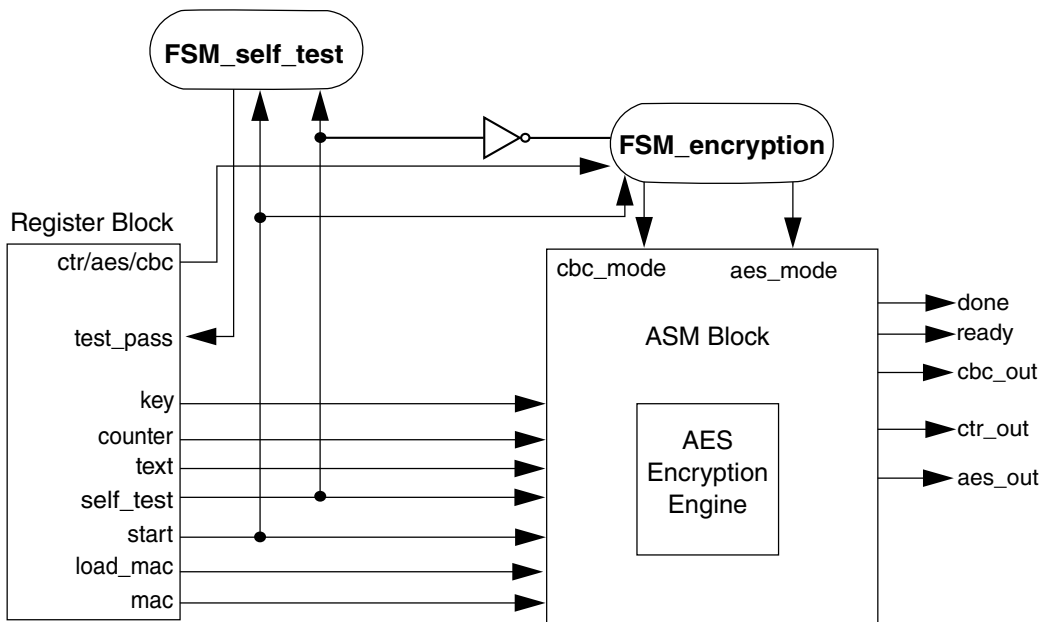 FSM_self_test
FSM_encryption
Register Block
ctr/aes/cbc
test_pass
key
counter
text
self_test
start
load_mac
mac
cbc_mode
aes_mode
ASM Block
AES
Encryption
Engine
done
ready
cbc_out
ctr_out
aes_out